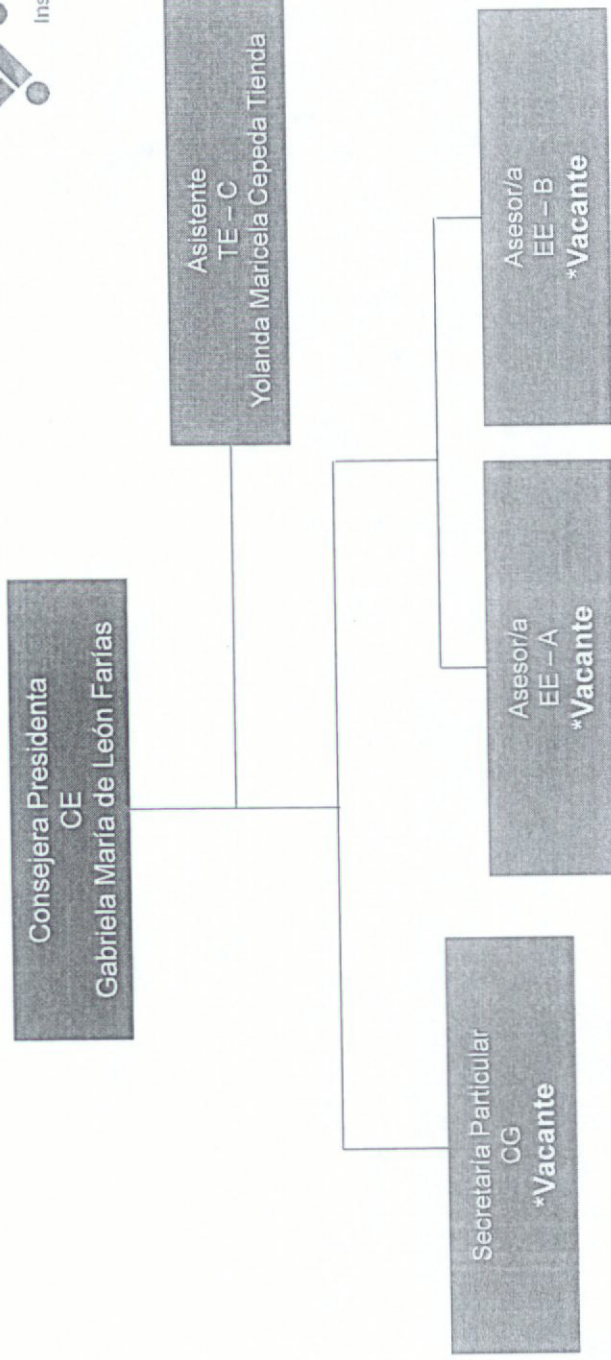 Consejera Presidenta
CE
Gabriela María de León Farías
Asistente
TE – C
Yolanda Maricela Cepeda Tienda
Secretaría Particular
CG
*Vacante
Asesor/a
EE – A
*Vacante
Asesor/a
EE – B
*Vacante